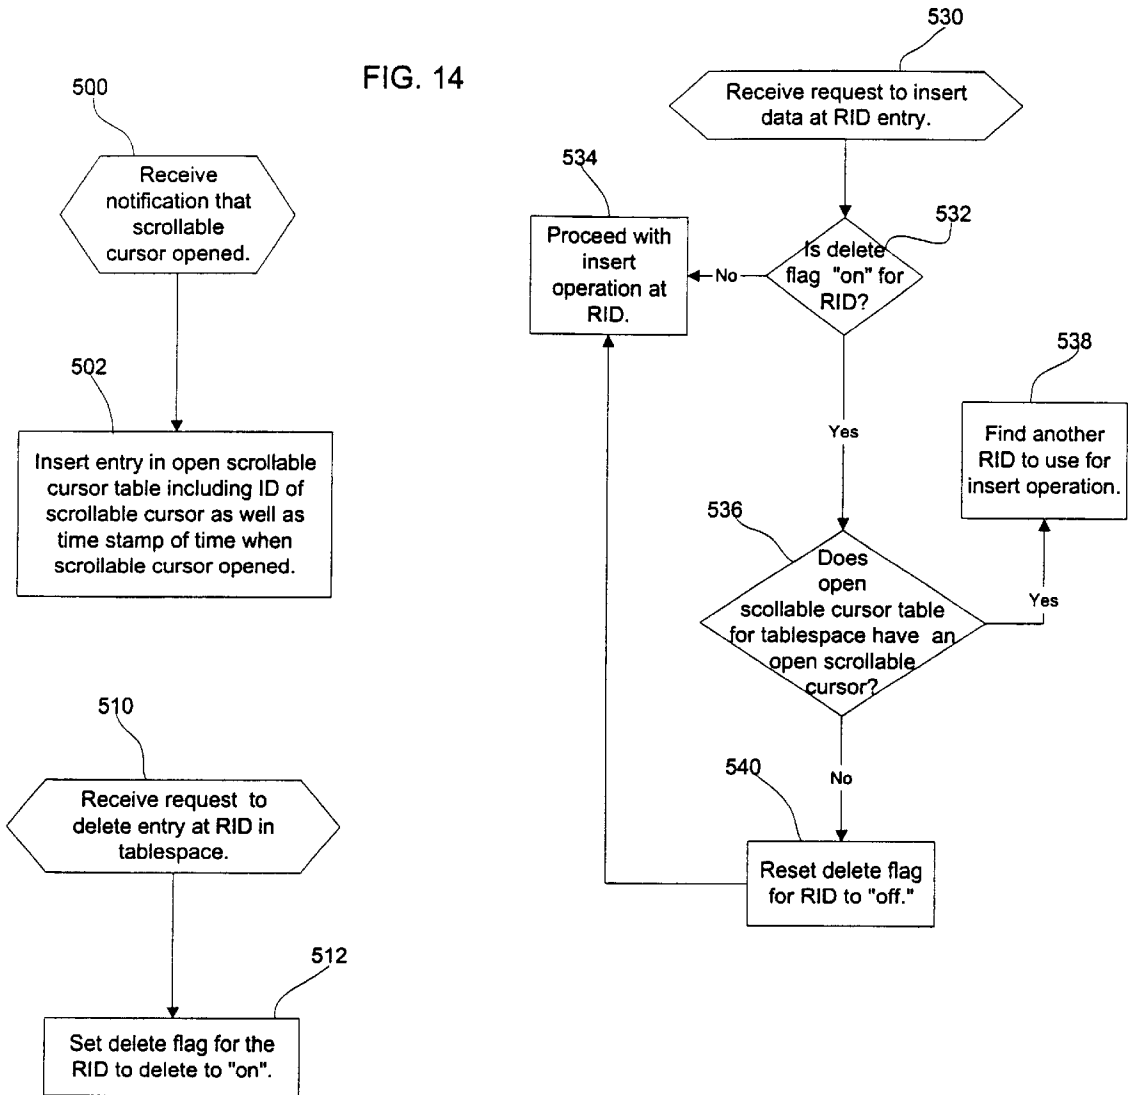 FIG. 14
500
Receive
notification that
scrollable
cursor opened.
502
Insert entry in open scrollable
cursor table including ID of
scrollable cursor as well as
time stamp of time when
scrollable cursor opened.
510
Receive request to
delete entry at RID in
tablespace.
512
Set delete flag for the
RID to delete to "on".
530
Receive request to insert
data at RID entry.
532
Is delete
flag "on" for
RID?
No
534
Proceed with
insert
operation at
RID.
Yes
536
Does
open
scollable cursor table
for tablespace have an
open scrollable
cursor?
Yes
538
Find another
RID to use for
insert operation.
No
540
Reset delete flag
for RID to "off."